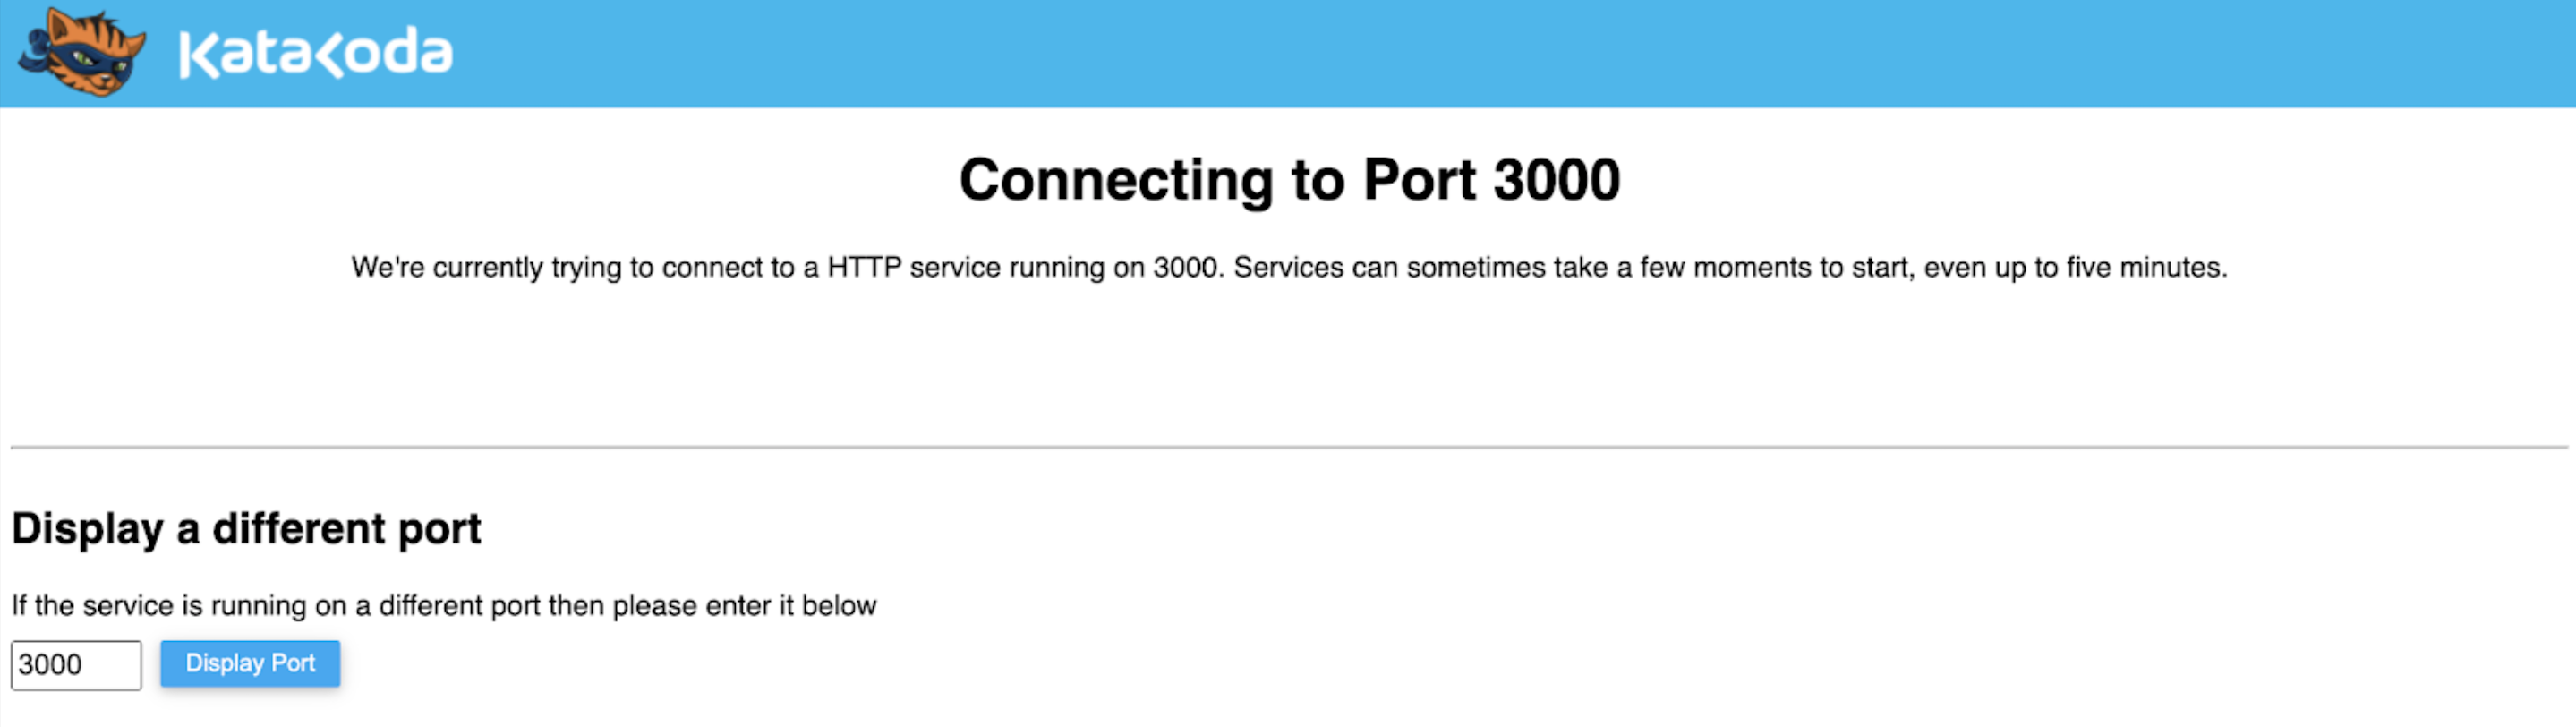 Katakoda
Connecting to Port 3000
We're currently trying to connect to a HTTP service running on 3000. Services can sometimes take a few moments to start, even up to five minutes.
Display a different port
If the service is running on a different port then please enter it below
3000 Display Port